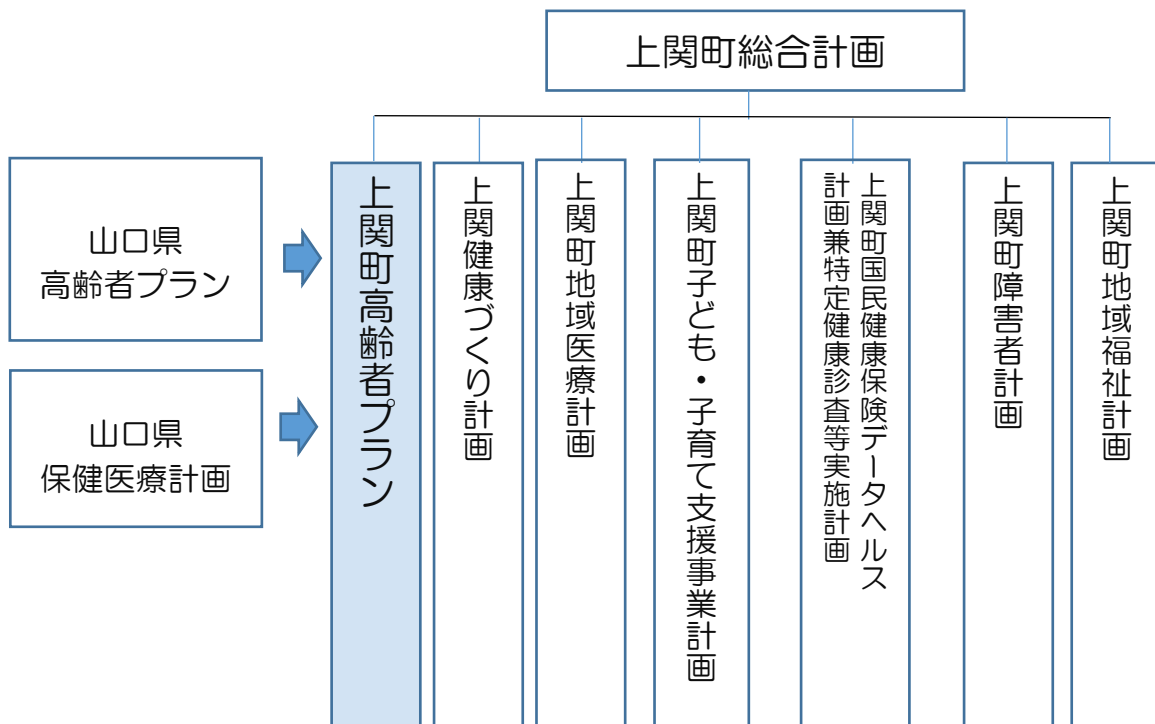 上関町総合計画
山口県
高齢者プラン
山口県
保健医療計画
上関町高齢者プラン
上関健康づくり計画
上関町地域医療計画
上関町子ども・子育て支援事業計画
上関町国民健康保険データヘルス
計画兼特定健康診査等実施計画
上関町障害者計画
上関町地域福祉計画